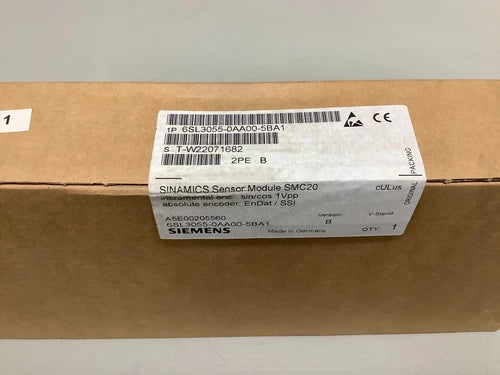 1
1P 6SL3055-0AA00-5BA1
S T-W22071682
2PE B
SINAMICS Sensor Module SMC20
incramental enc. sin/cos 1Vpp
absolute encoder. EnDat / SSI
A5E00205560
6SL3055-0AA00-5BA1
SIEMENS
Made in Germany
Version
B
V-Stand
QTY: 1
cULus
ORIGINAL PACKING
CE